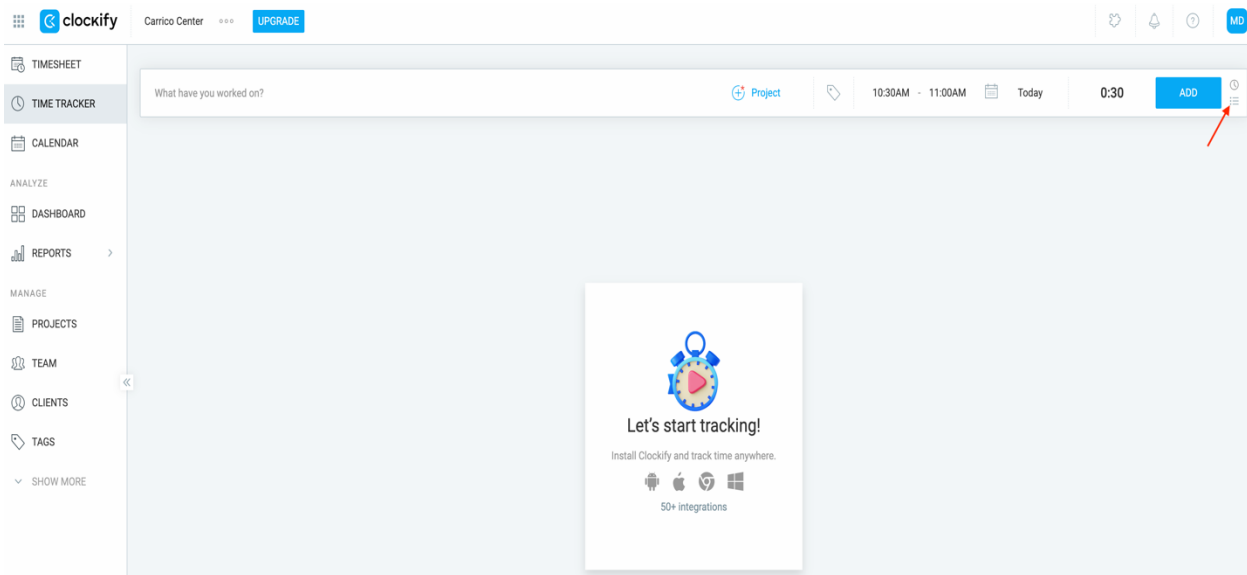 clockify
Carrico Center
UPGRADE
MD
TIMESHEET
TIME TRACKER
CALENDAR
ANALYZE
DASHBOARD
REPORTS
MANAGE
PROJECTS
TEAM
CLIENTS
TAGS
SHOW MORE
What have you worked on?
Project
10:30AM - 11:00AM
Today
0:30
ADD
Let's start tracking!
Install Clockify and track time anywhere.
50+ integrations